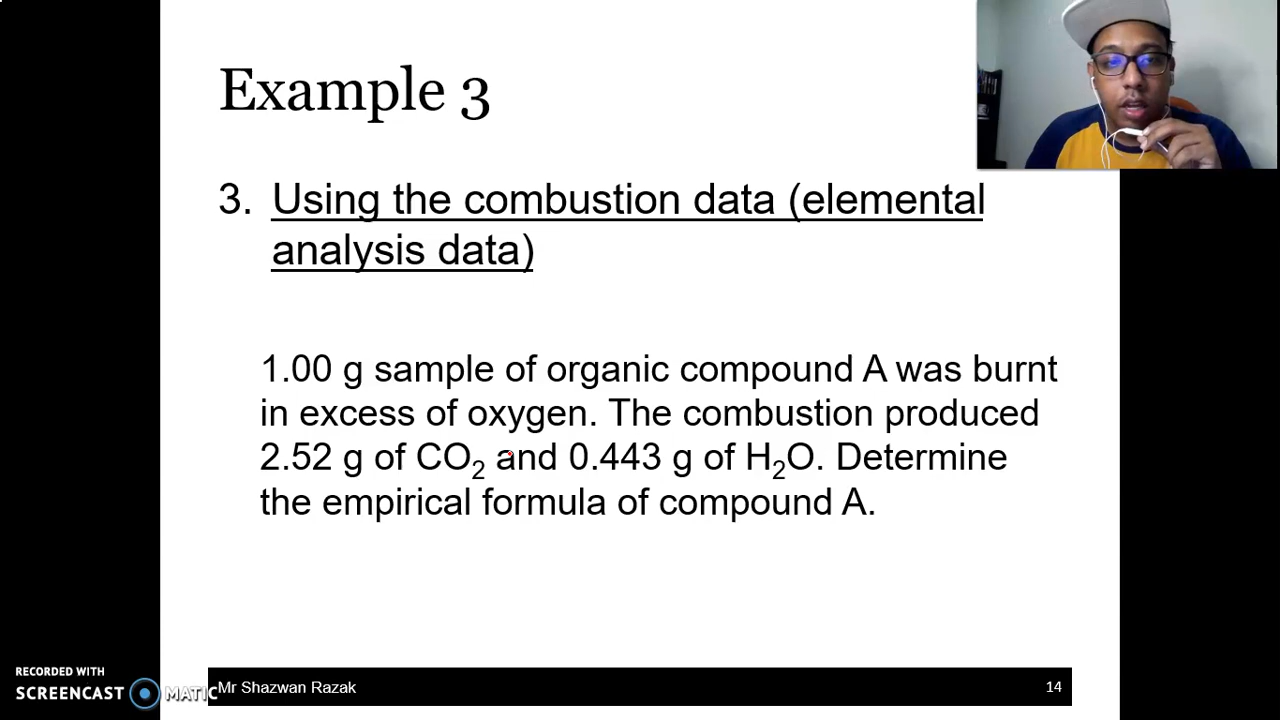 Example 3
3. Using the combustion data (elemental
analysis data)
1.00 g sample of organic compound A was burnt
in excess of oxygen. The combustion produced
2.52 g of CO₂ and 0.443 g of H₂O. Determine
the empirical formula of compound A.
RECORDED WITH
SCREENCAST MATIC
Mr Shazwan Razak
14